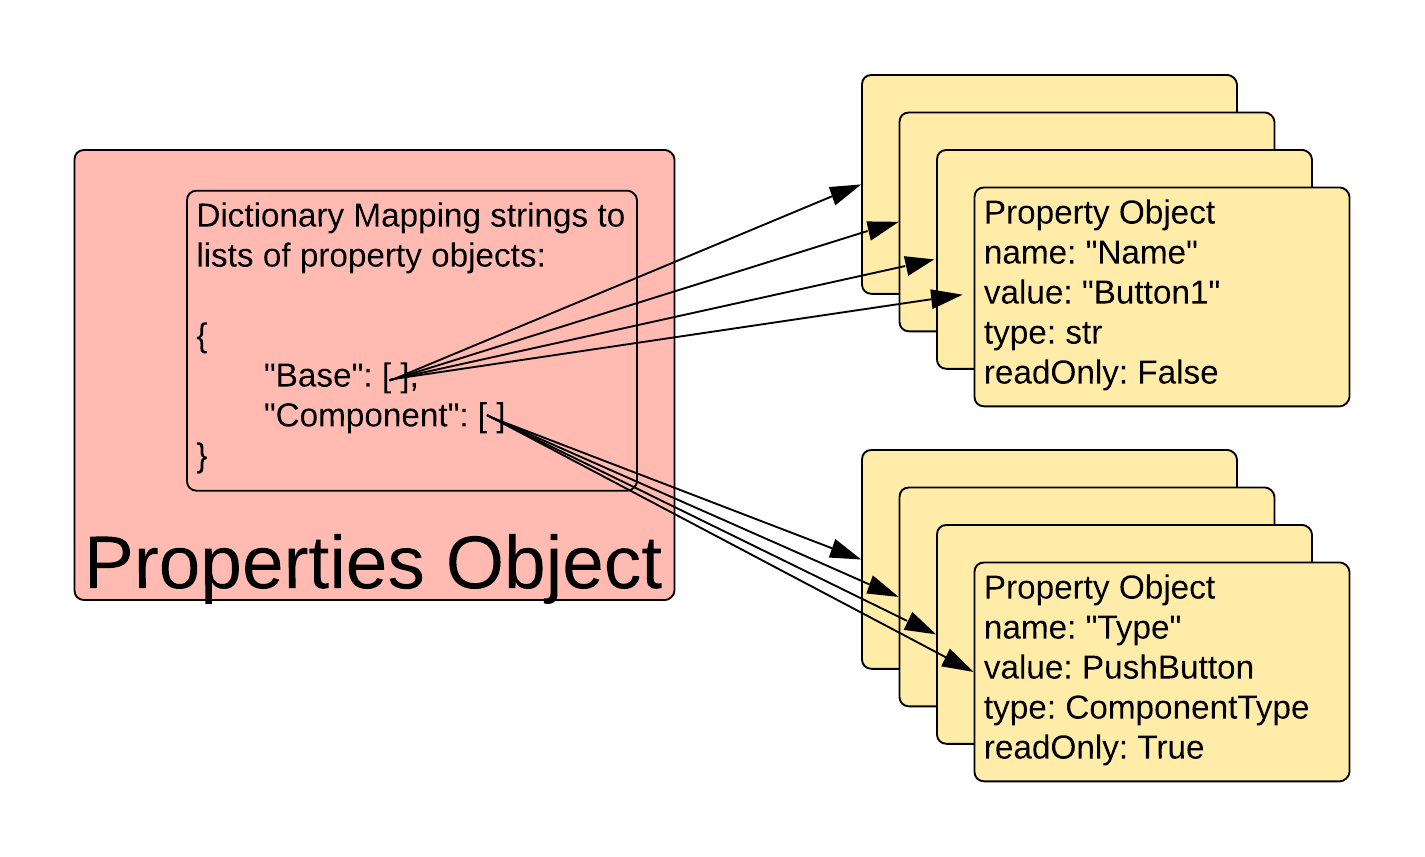 Dictionary Mapping strings to
lists of property objects:
{
"Base": [ ],
"Component": [ ]
}
Properties Object
Property Object
name: "Name"
value: "Button1"
type: str
readOnly: False
Property Object
name: "Type"
value: PushButton
type: ComponentType
readOnly: True